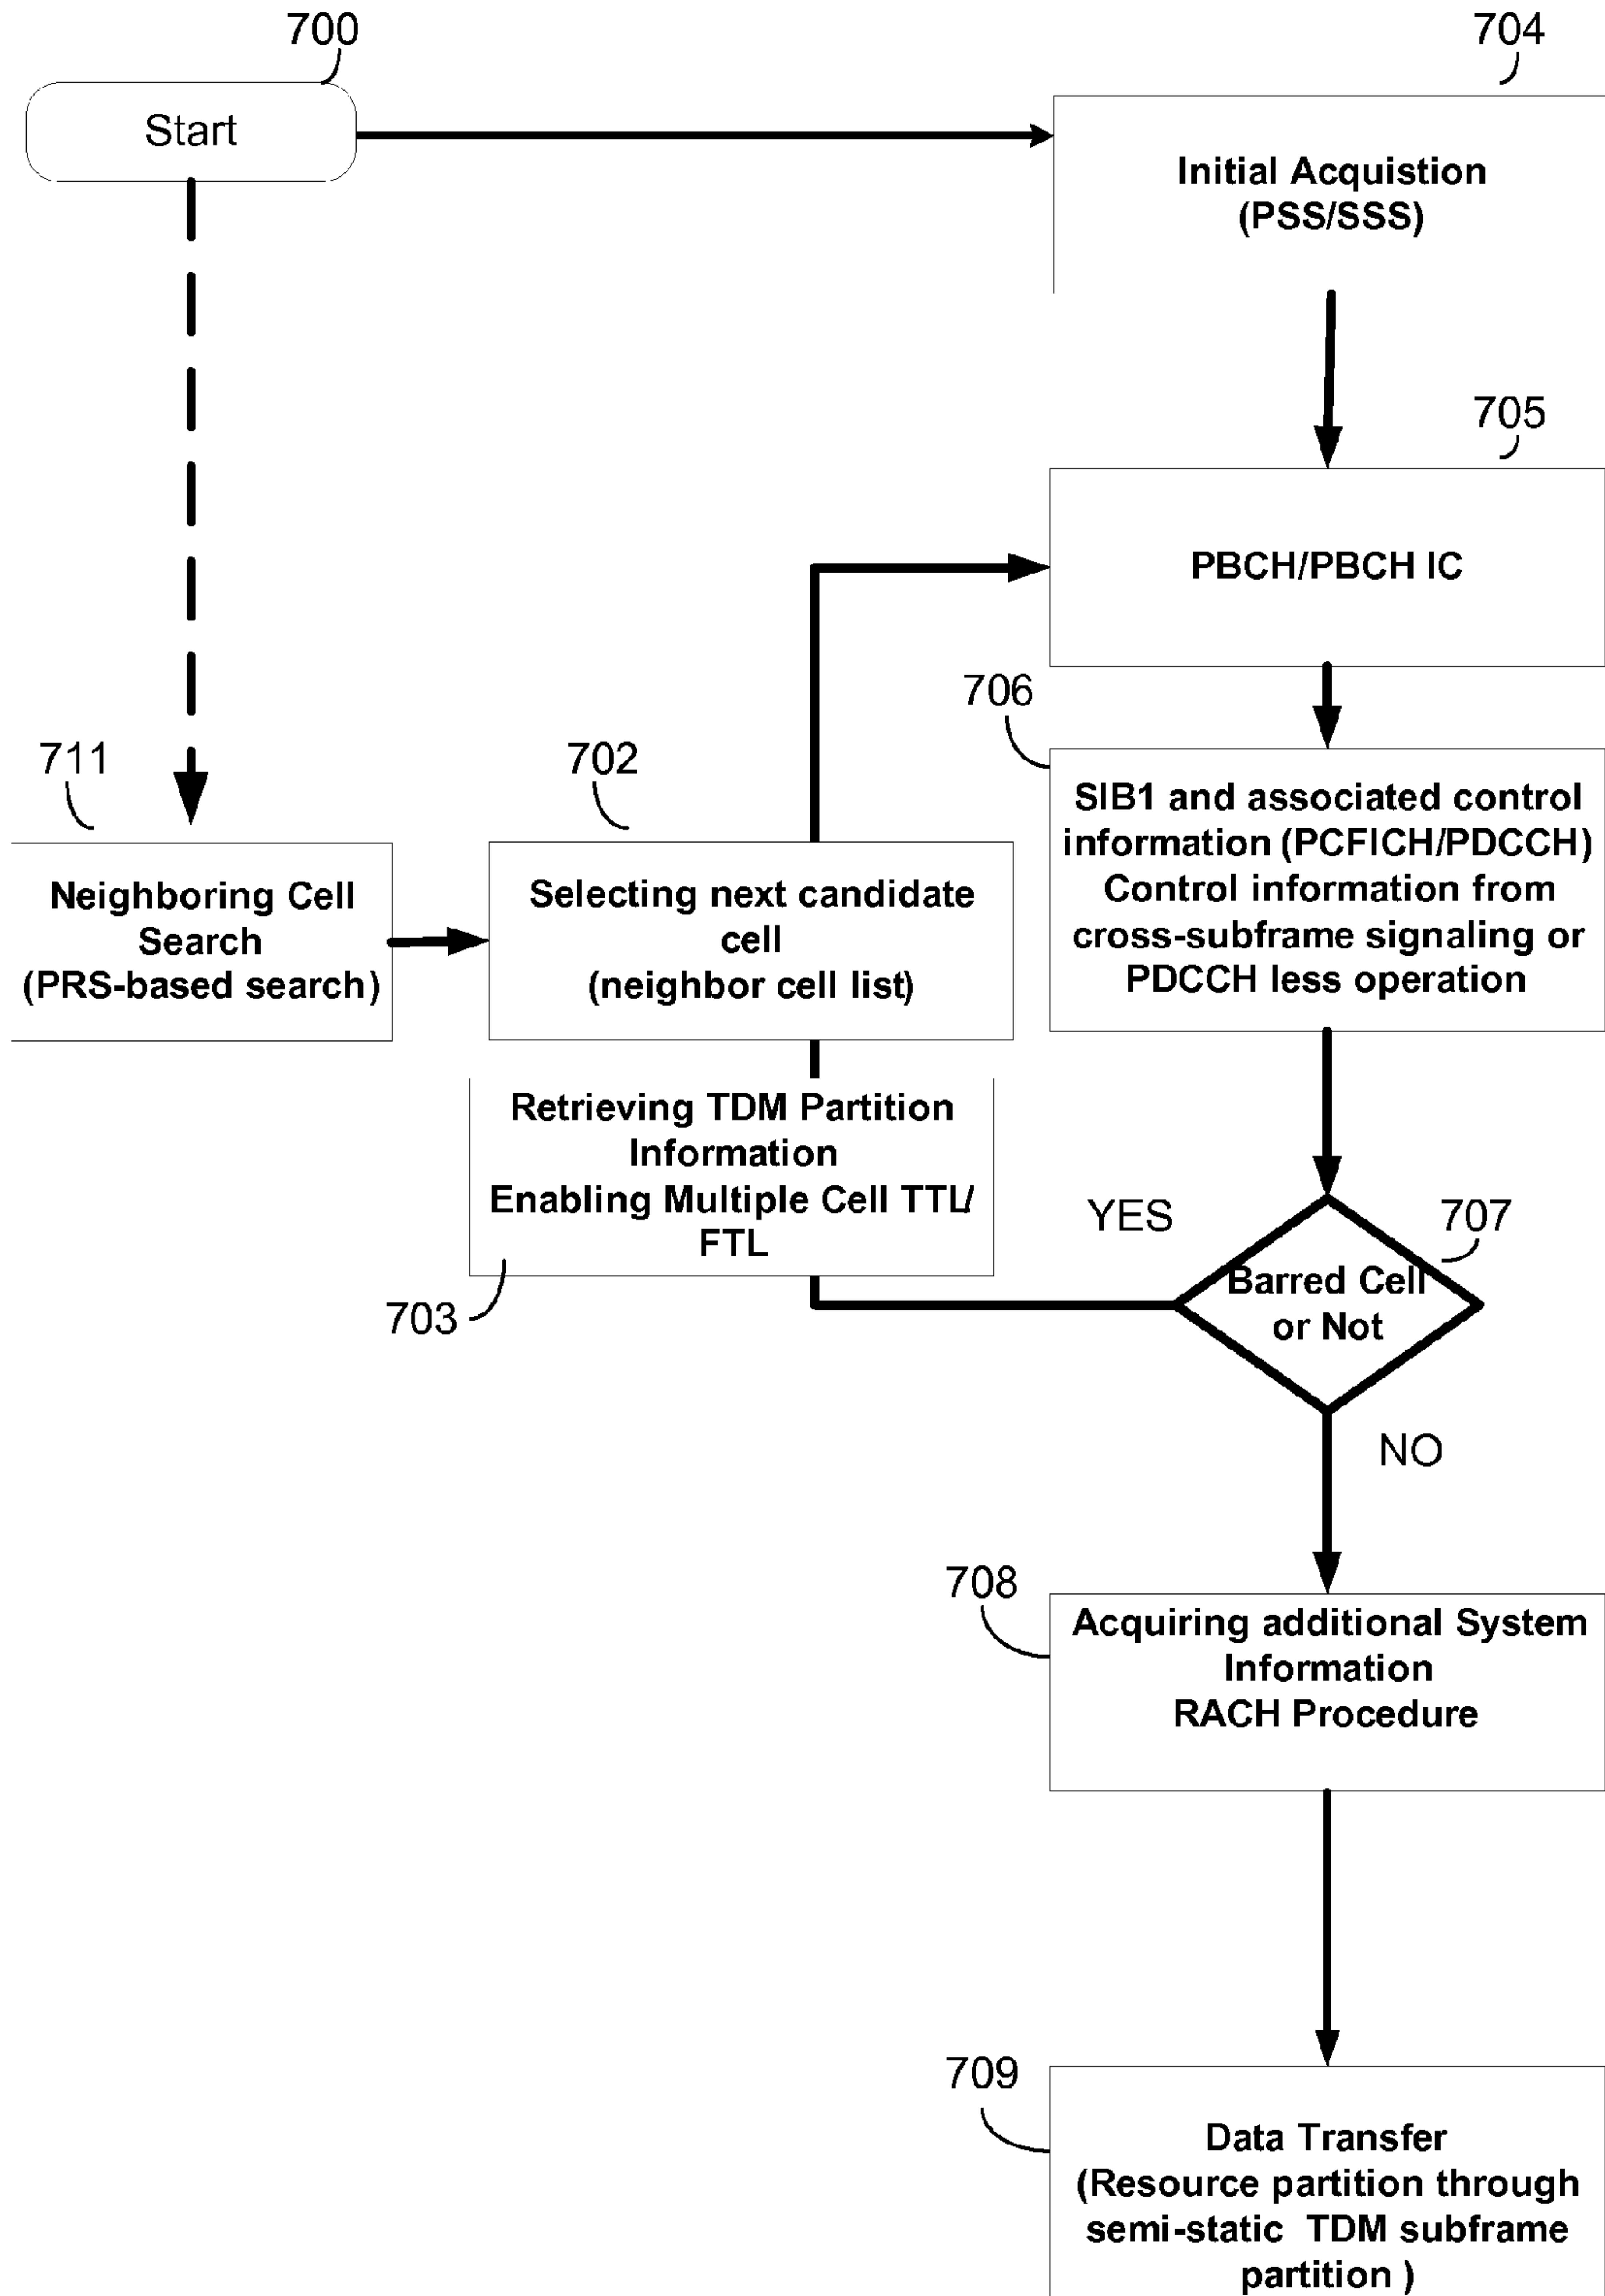 700
Start
704
Initial Acquistion
(PSS/SSS)
705
PBCH/PBCH IC
706
SIB1 and associated control
information (PCFICH/PDCCH)
Control information from
cross-subframe signaling or
PDCCH less operation
711
Neighboring Cell
Search
(PRS-based search)
702
Selecting next candidate
cell
(neighbor cell list)
Retrieving TDM Partition
Information
Enabling Multiple Cell TTL/
FTL
703
YES
707
Barred Cell
or Not
NO
708
Acquiring additional System
Information
RACH Procedure
709
Data Transfer
(Resource partition through
semi-static TDM subframe
partition )